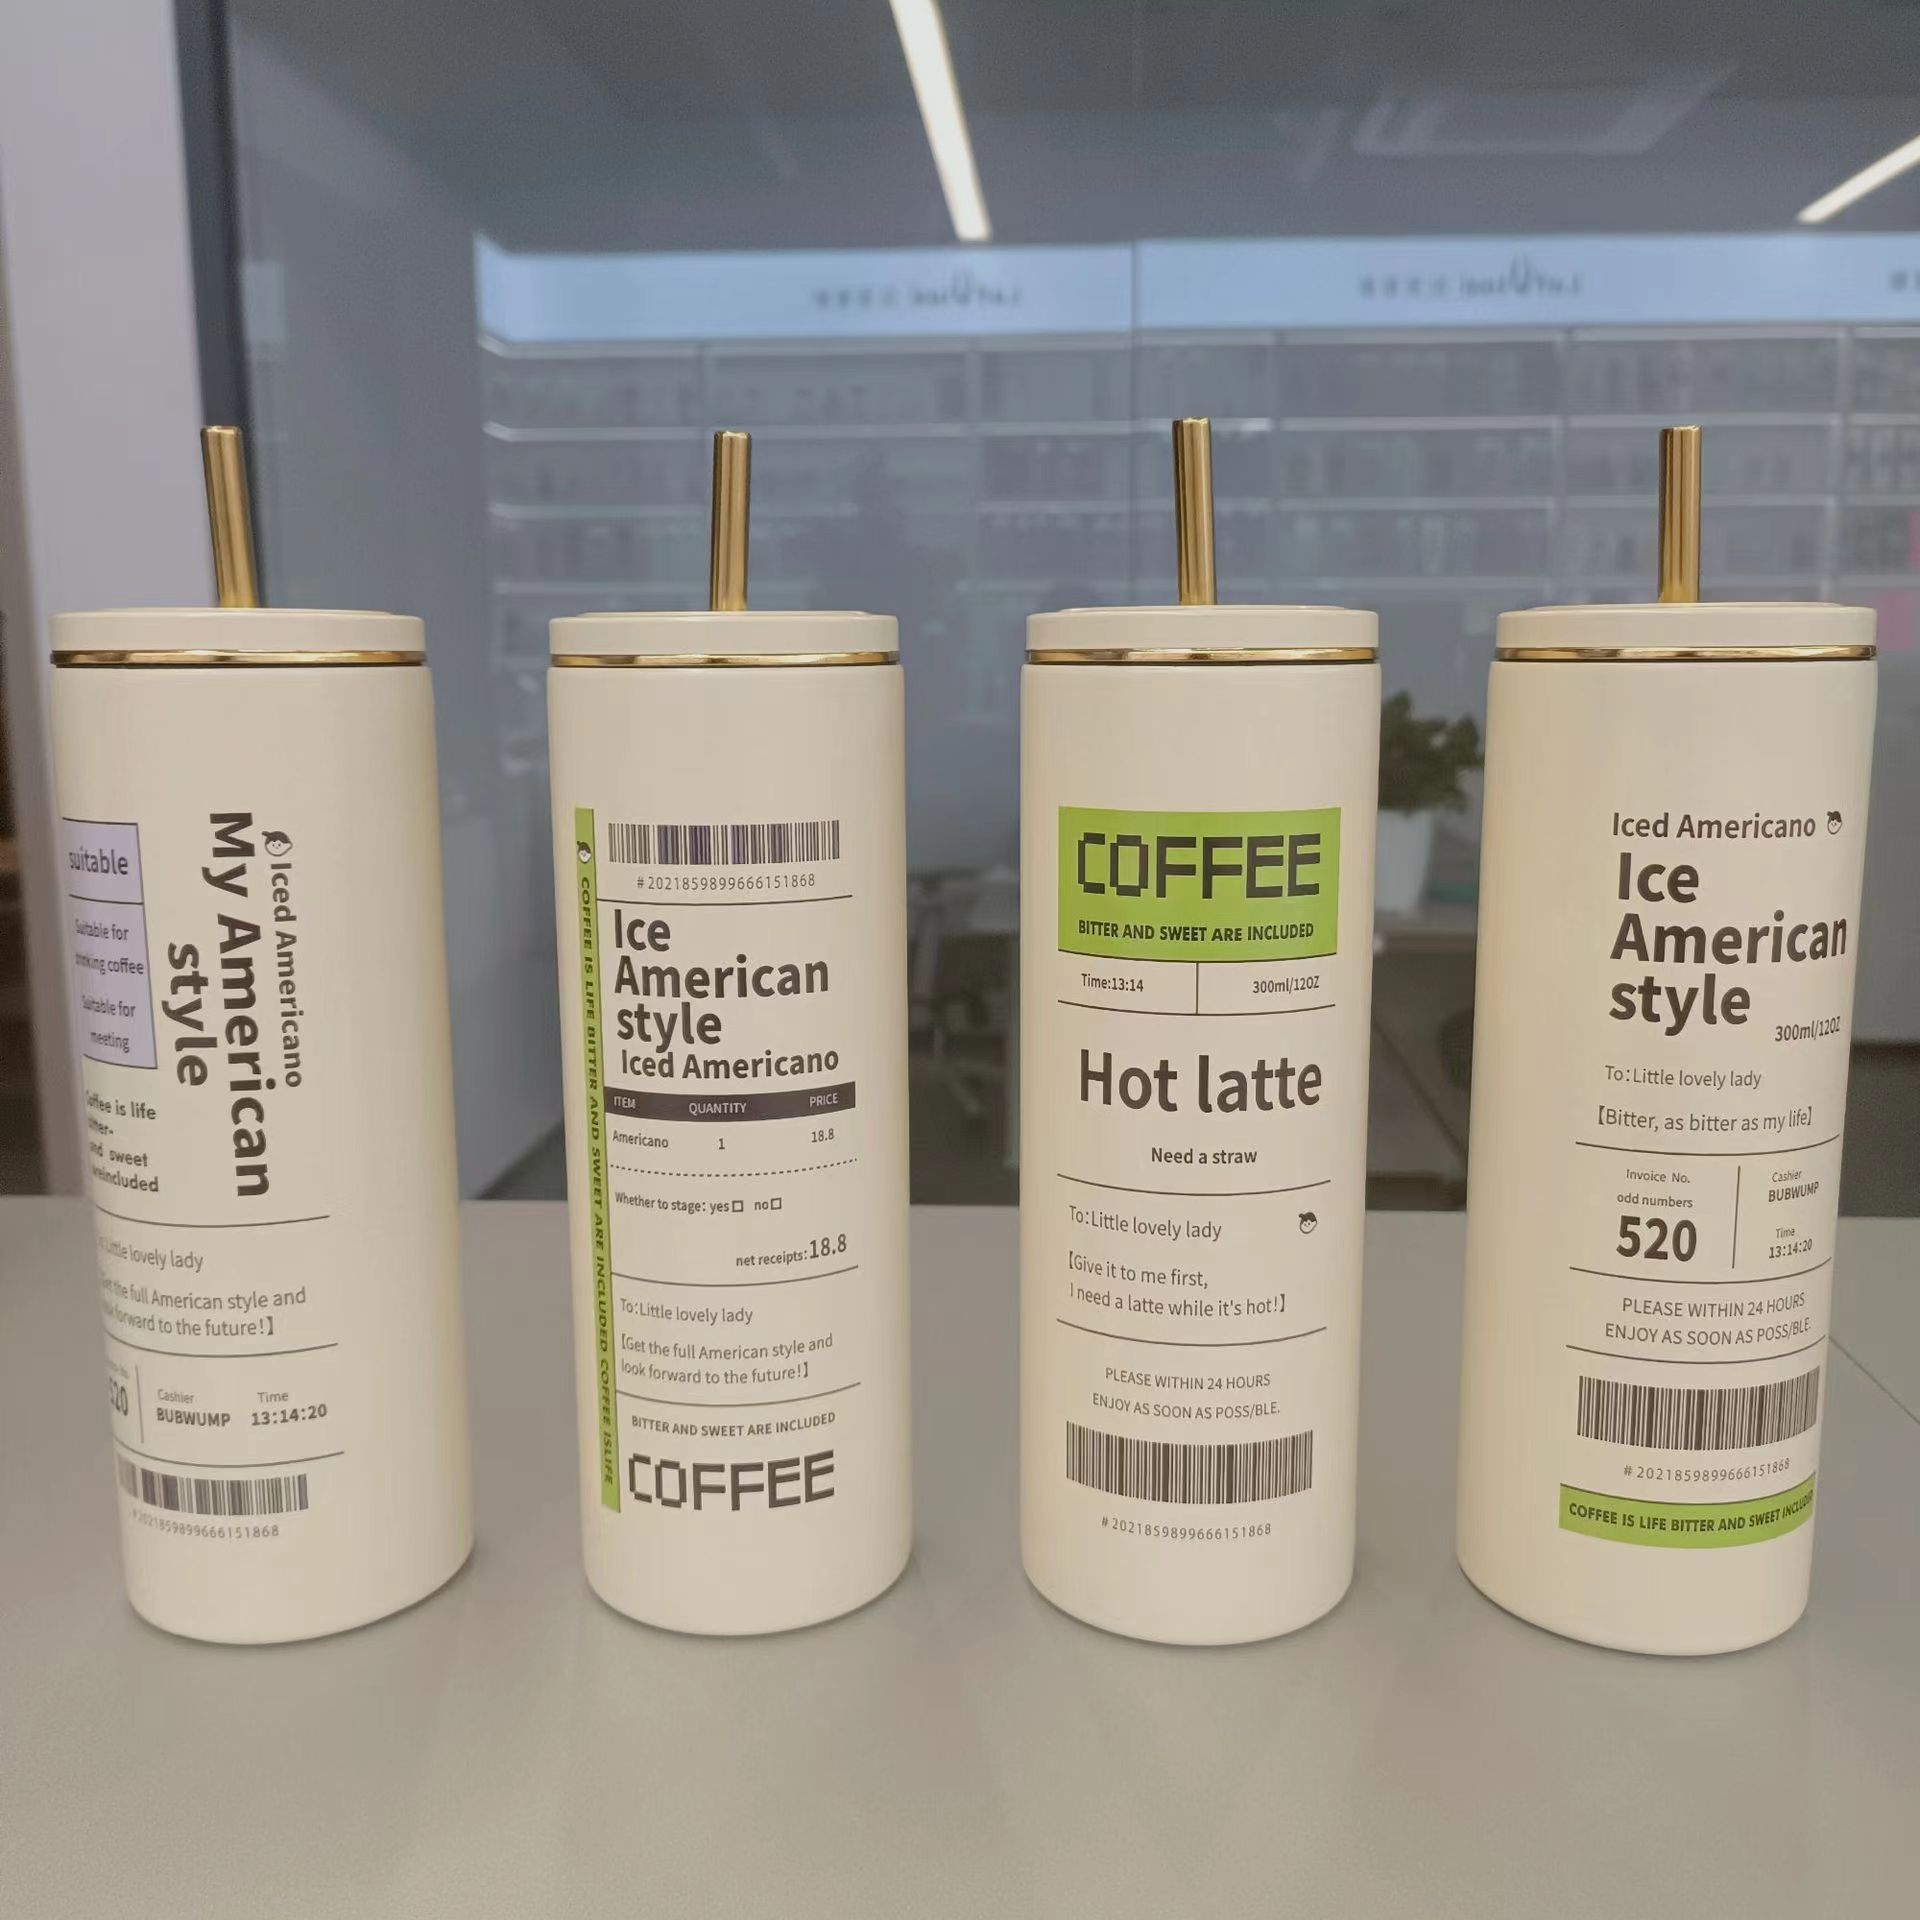 suitable
Suitable for
drinking coffee
Suitable for
meeting
Iced Americano
My American
style
Coffee is life
bitter-
and sweet
areincluded
To:Little lovely lady
the full American style and
forward to the future!】
520
Cashier
BUBWUMP
Time
13:14:20
#2021859899666151868
COFFEE IS LIFE BITTER AND SWEET ARE INCLUDED COFFEE IS LIFE
#2021859899666151868
Ice
American
style
Iced Americano
ITEM QUANTITY PRICE
Americano 1 18.8
Whether to stage: yes□ no□
net receipts:18.8
To:Little lovely lady
【Get the full American style and
look forward to the future!】
BITTER AND SWEET ARE INCLUDED
COFFEE
COFFEE
BITTER AND SWEET ARE INCLUDED
Time:13:14 300ml/12OZ
Hot latte
Need a straw
To:Little lovely lady
【Give it to me first,
I need a latte while it's hot!】
PLEASE WITHIN 24 HOURS
ENJOY AS SOON AS POSS/BLE.
#2021859899666151868
Iced Americano
Ice
American
style
300ml/12OZ
To:Little lovely lady
【Bitter, as bitter as my life】
Invoice No.
odd numbers
520
Cashier
BUBWUMP
Time
13:14:20
PLEASE WITHIN 24 HOURS
ENJOY AS SOON AS POSS/BLE.
#2021859899666151868
COFFEE IS LIFE BITTER AND SWEET INCLUDED